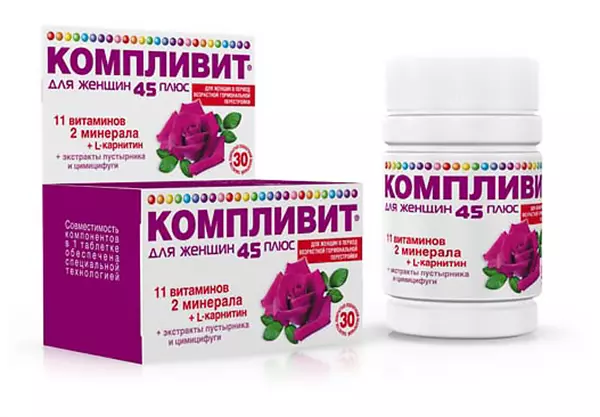 КОМПЛИВИТ®
ДЛЯ ЖЕНЩИН 45 ПЛЮС
ДЛЯ ЖЕНЩИН В ПЕРИОД
ВОЗРАСТНОЙ ГОРМОНАЛЬНОЙ
ПЕРЕСТРОЙКИ
11 витаминов
2 минерала
+ L-карнитин
+ экстракты пустырника
и цимицифуги
30
Совместимость
компонентов
в 1 таблетке
обеспечена
специальной
технологией
КОМПЛИВИТ®
ДЛЯ ЖЕНЩИН 45 ПЛЮС
ДЛЯ ЖЕНЩИН В ПЕРИОД
ВОЗРАСТНОЙ ГОРМОНАЛЬНОЙ
ПЕРЕСТРОЙКИ
11 витаминов
2 минерала
+ L-карнитин
+ экстракты пустырника
и цимицифуги
30
КОМПЛИВИТ
ДЛЯ ЖЕНЩИН 45 ПЛЮС
11 витаминов
2 минерала
+ L-карнитин
+ экстракты пустырника
и цимицифуги